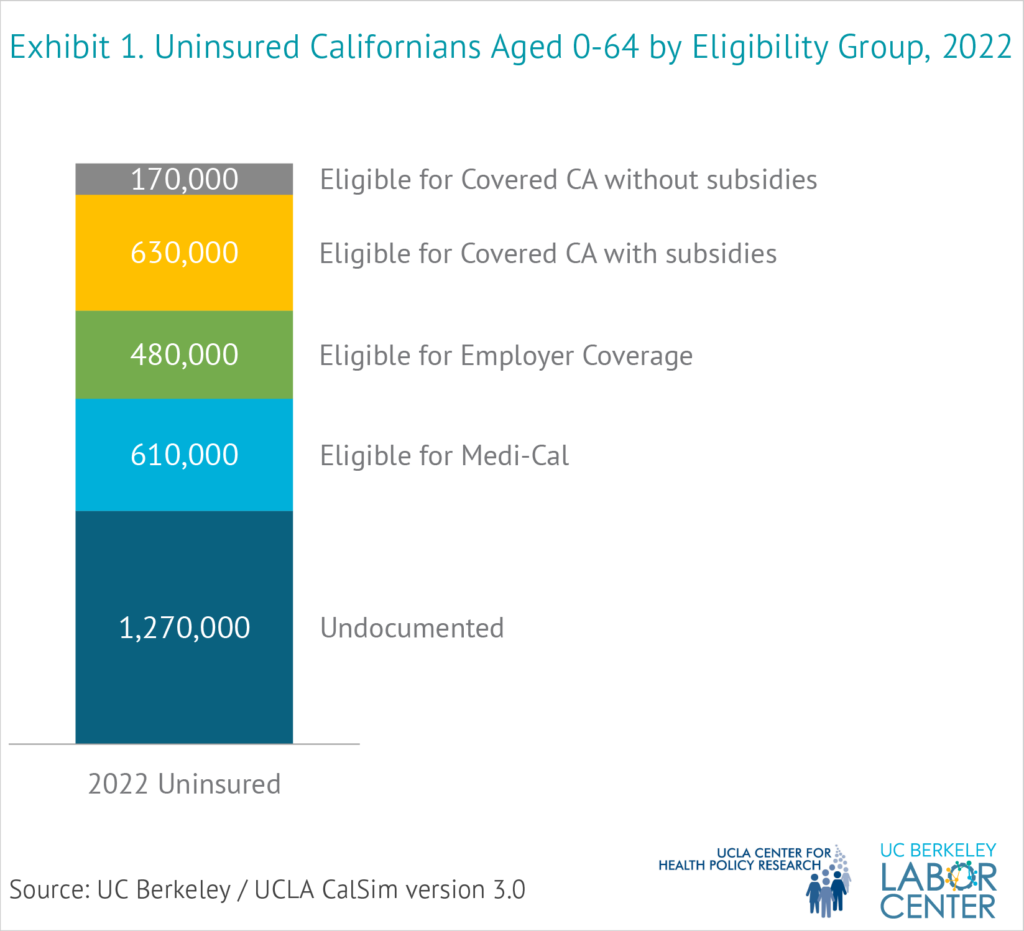 Exhibit 1. Uninsured Californians Aged 0-64 by Eligibility Group, 2022
170,000 Eligible for Covered CA without subsidies
630,000 Eligible for Covered CA with subsidies
480,000 Eligible for Employer Coverage
610,000 Eligible for Medi-Cal
1,270,000 Undocumented
2022 Uninsured
Source: UC Berkeley / UCLA CalSim version 3.0
UCLA CENTER FOR
HEALTH POLICY RESEARCH
UC BERKELEY
LABOR
CENTER